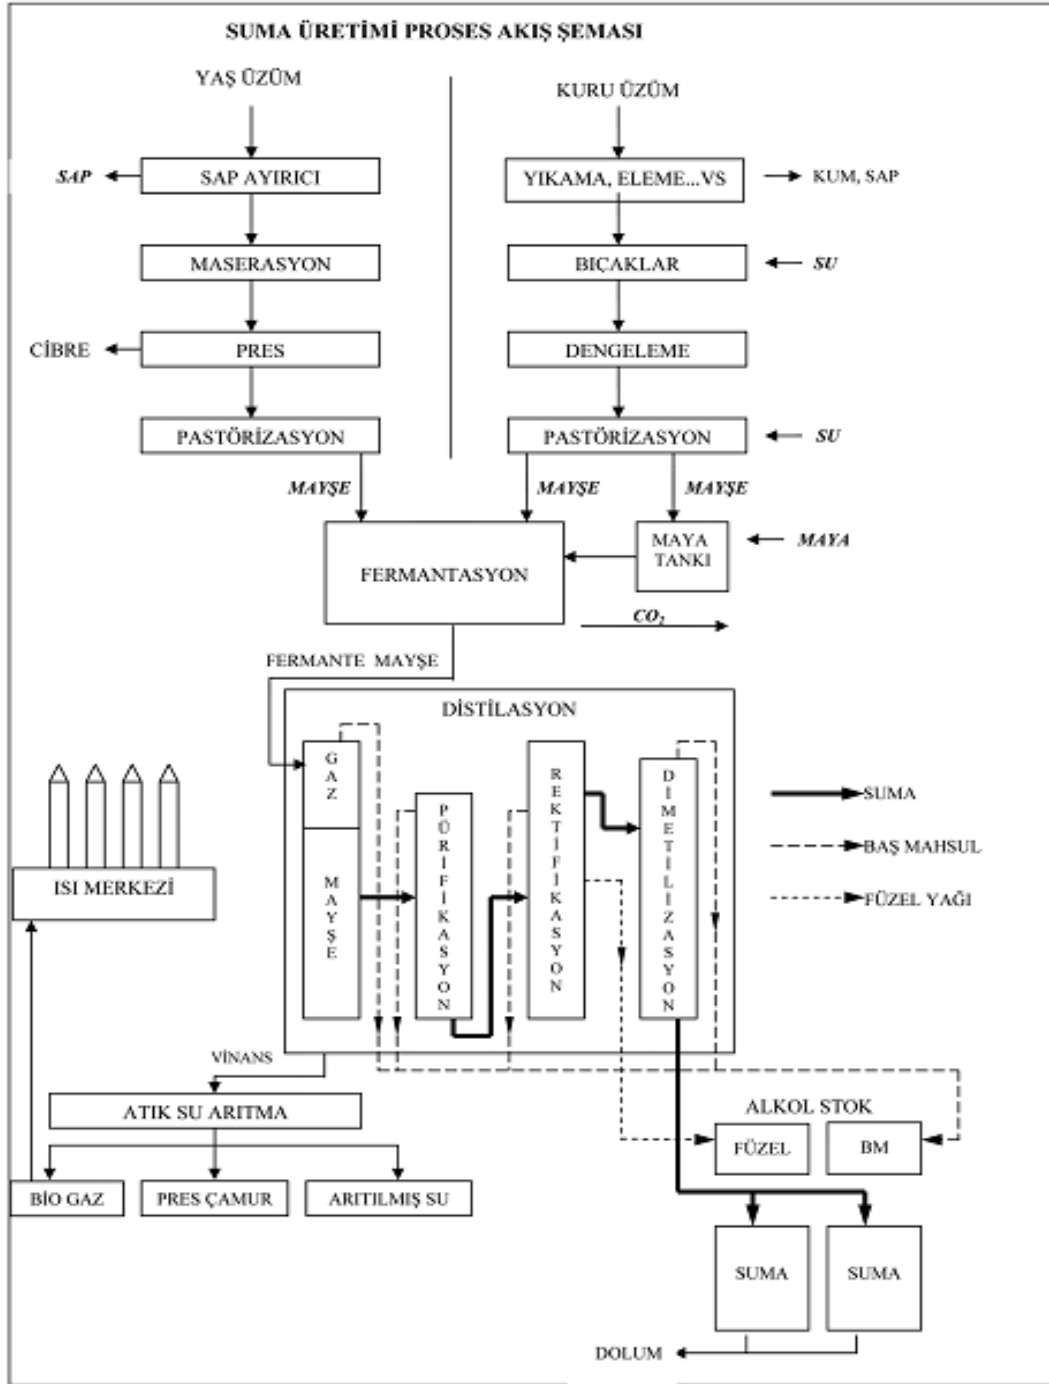 SUMA ÜRETİMİ PROSES AKIŞ ŞEMASI
YAŞ ÜZÜM
KURU ÜZÜM
SAP
SAP AYIRICI
YIKAMA, ELEME...VS
KUM, SAP
MASERASYON
BIÇAKLAR
SU
CİBRE
PRES
DENGELEME
PASTÖRİZASYON
PASTÖRİZASYON
SU
MAYŞE
MAYŞE
MAYŞE
FERMANTASYON
MAYA
TANKI
MAYA
CO₂
FERMANTE MAYŞE
DİSTİLASYON
GAZ
MAYŞE
PÜRİFİKASYON
REKTİFİKASYON
DİMETİLİZASYON
SUMA
BAŞ MAHSUL
FÜZEL YAĞI
ISI MERKEZİ
VİNANS
ATIK SU ARITMA
BİO GAZ
PRES ÇAMUR
ARITILMIŞ SU
ALKOL STOK
FÜZEL
BM
SUMA
SUMA
DOLUM